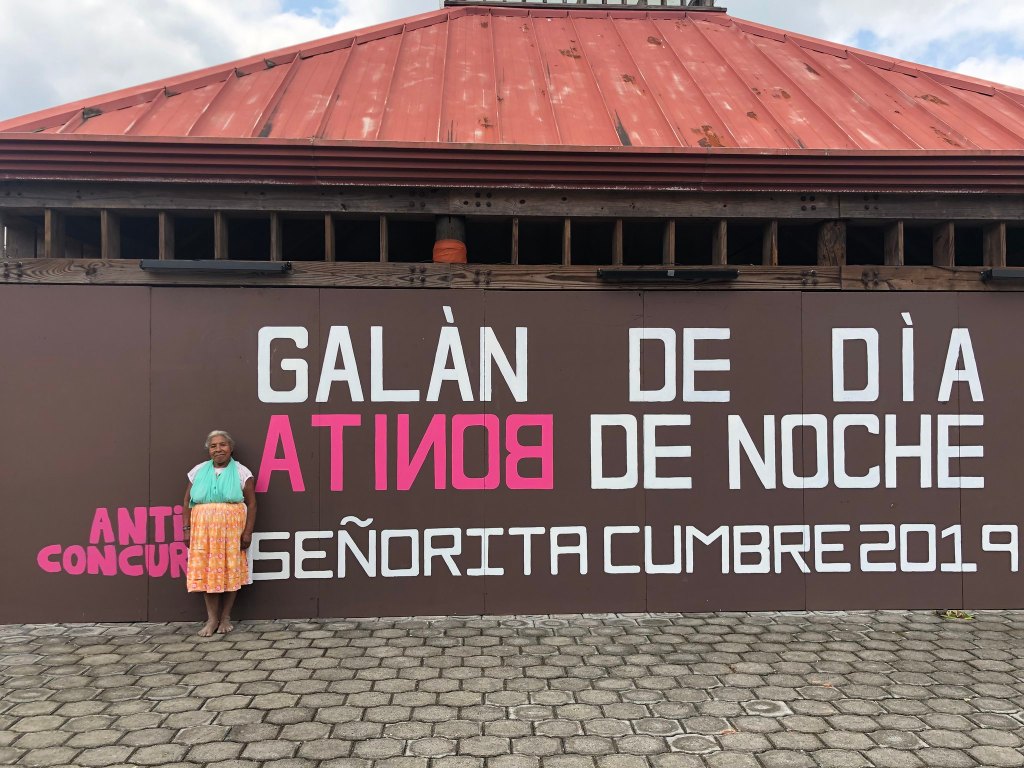 GALÀN DE DÌA
ATINOB DE NOCHE
ANTI
CONCUR
SEÑORITA CUMBRE 2019